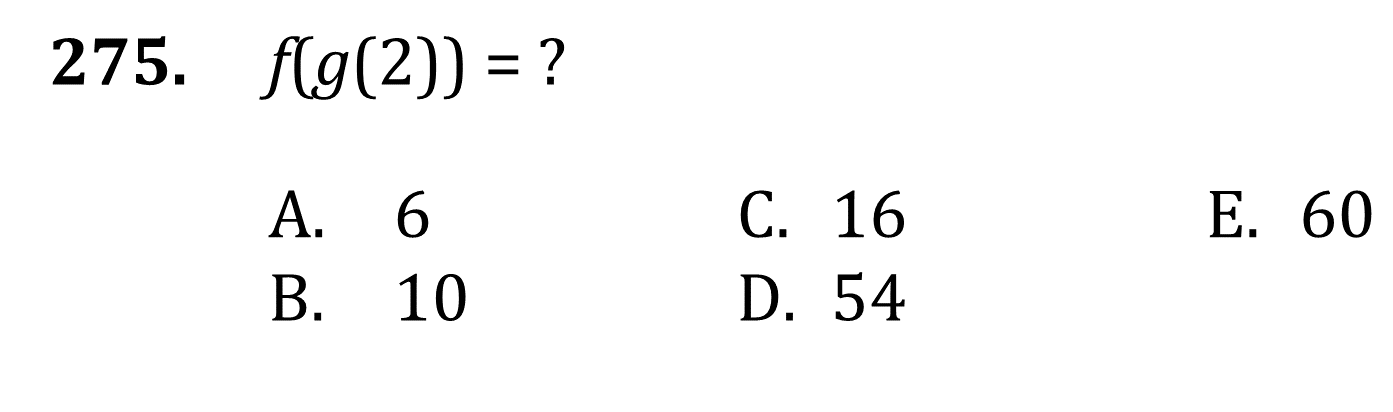 275. f(g(2)) = ?
A. 6 C. 16 E. 60
B. 10 D. 54